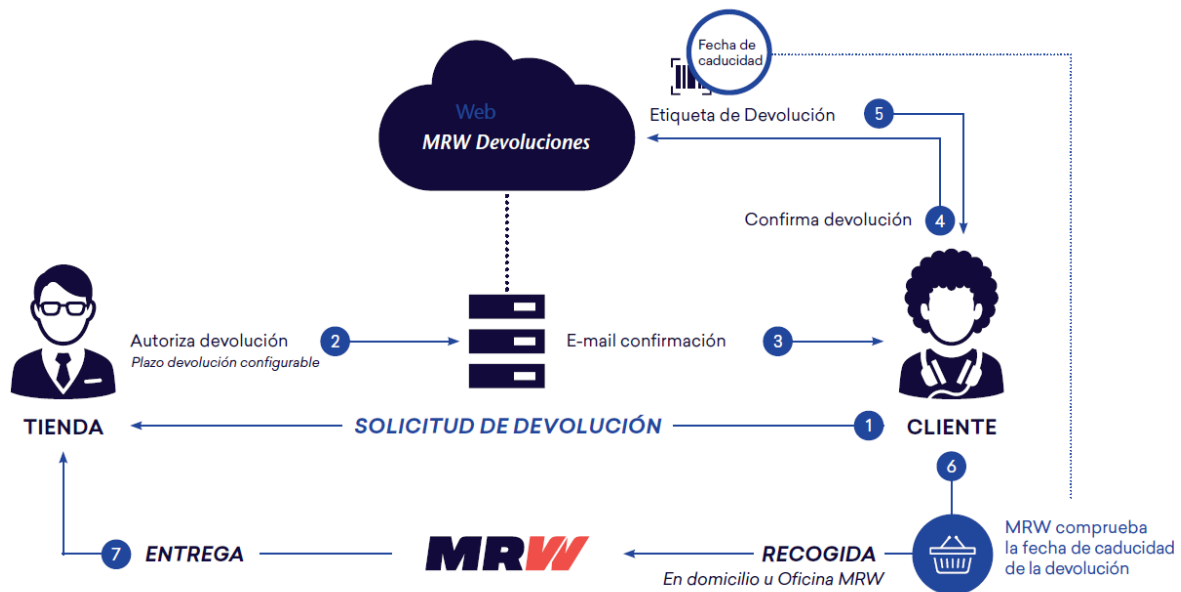 Fecha de
caducidad
Web
MRW Devoluciones
Etiqueta de Devolución
5
Confirma devolución
4
Autoriza devolución
Plazo devolución configurable
2
E-mail confirmación
3
TIENDA
SOLICITUD DE DEVOLUCIÓN
1
CLIENTE
6
7
ENTREGA
MRW
RECOGIDA
En domicilio u Oficina MRW
MRW comprueba
la fecha de caducidad
de la devolución